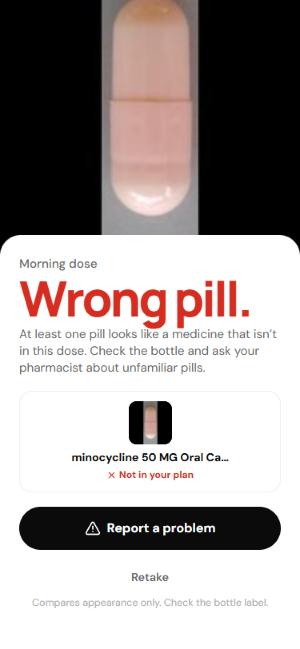 Morning dose
Wrong pill.
At least one pill looks like a medicine that isn't
in this dose. Check the bottle and ask your
pharmacist about unfamiliar pills.
minocycline 50 MG Oral Ca...
× Not in your plan
Report a problem
Retake
Compares appearance only. Check the bottle label.